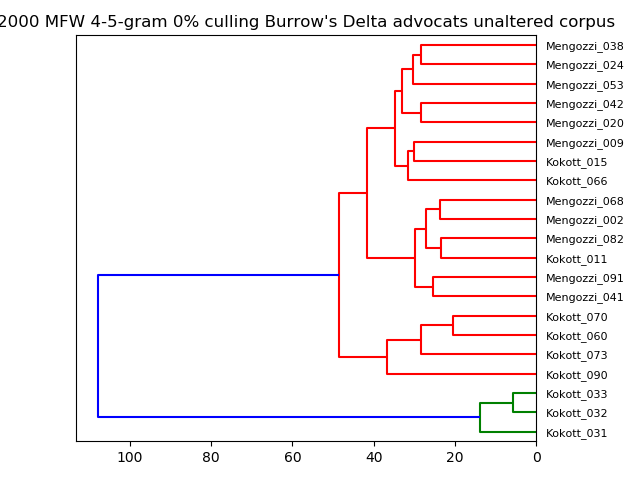 2000 MFW 4-5-gram 0% culling Burrow's Delta advocats unaltered corpus
Mengozzi_038
Mengozzi_024
Mengozzi_053
Mengozzi_042
Mengozzi_020
Mengozzi_009
Kokott_015
Kokott_066
Mengozzi_068
Mengozzi_002
Mengozzi_082
Kokott_011
Mengozzi_091
Mengozzi_041
Kokott_070
Kokott_060
Kokott_073
Kokott_090
Kokott_033
Kokott_032
Kokott_031
100 80 60 40 20 0